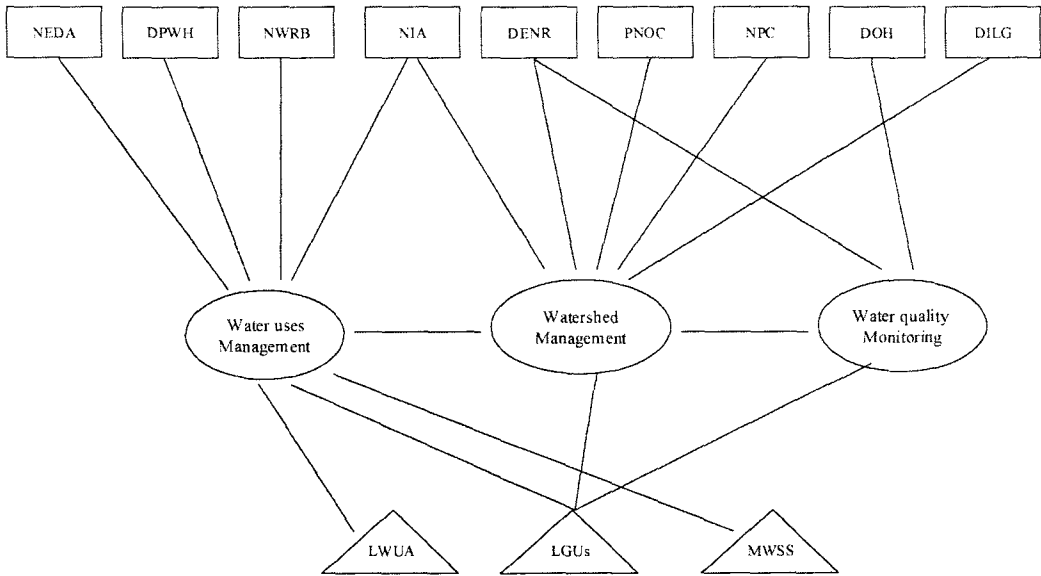 NEDA
DPWH
NWRB
NIA
DENR
PNOC
NPC
DOH
DILG
Water uses
Management
Watershed
Management
Water quality
Monitoring
LWUA
LGUs
MWSS